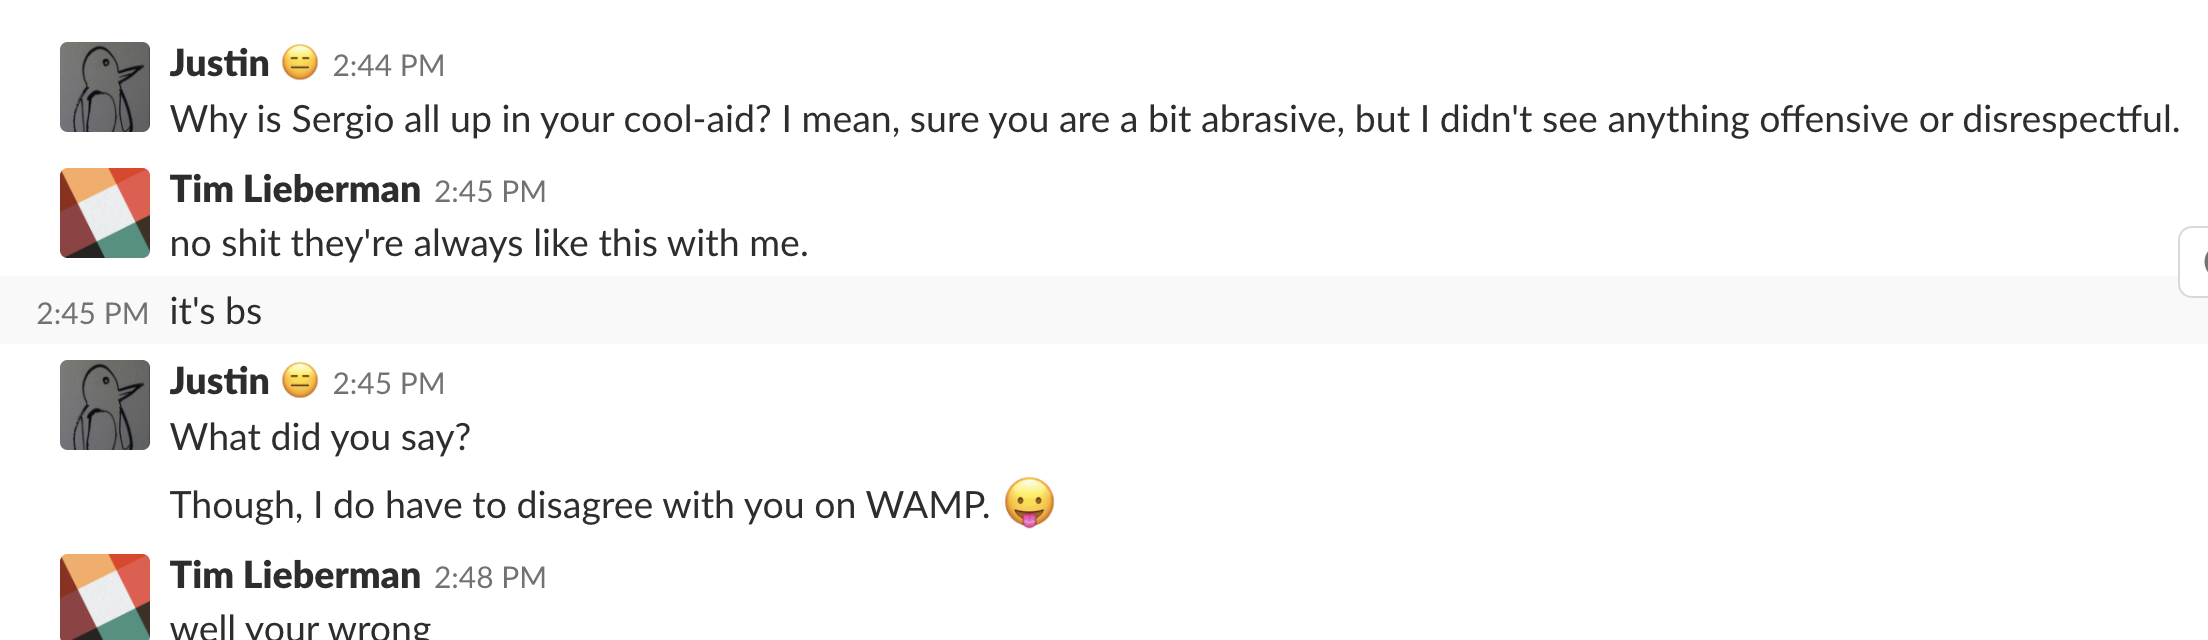 Justin 😑 2:44 PM
Why is Sergio all up in your cool-aid? I mean, sure you are a bit abrasive, but I didn't see anything offensive or disrespectful.
Tim Lieberman 2:45 PM
no shit they're always like this with me.
2:45 PM it's bs
Justin 😑 2:45 PM
What did you say?
Though, I do have to disagree with you on WAMP. 😛
Tim Lieberman 2:48 PM
well your wrong